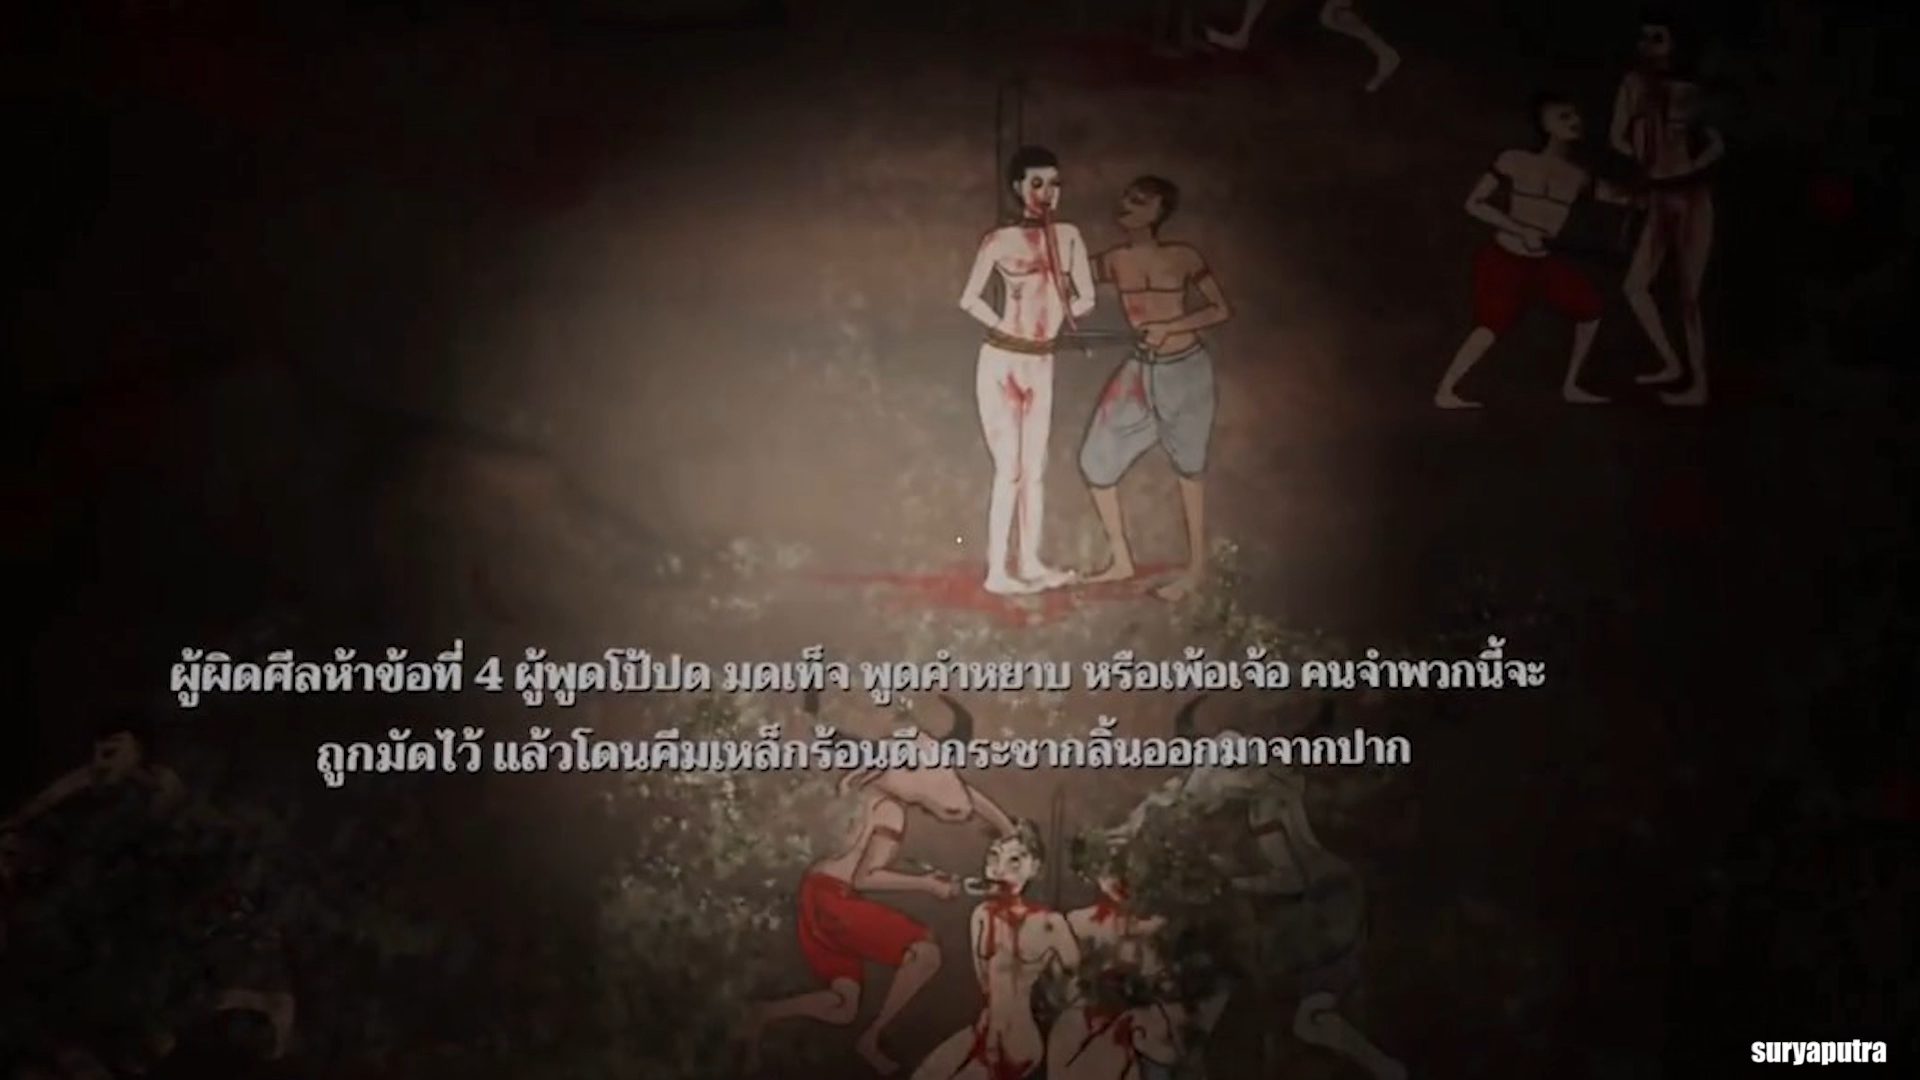 ผู้ผิดศีลห้าข้อที่ 4 ผู้พูดโป้ปด มดเท็จ พูดคำหยาบ หรือเพ้อเจ้อ คนจำพวกนี้จะ
ถูกมัดไว้ แล้วโดนคีมเหล็กร้อนดึงกระชากลิ้นออกมาจากปาก
suryaputra